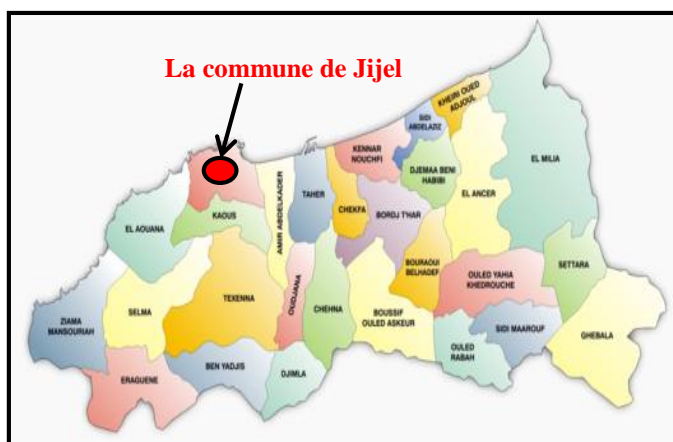 La commune de Jijel
KHEIRI OUED
ADJOUL
SIDI
ABDELAZIZ
KENNAR
NOUCHFI
EL MILIA
DJEMAA BENI
HABIBI
EL ANCER
AMIR ABDELKADER
TAHER
CHEKFA
BORDJ T'HAR
KAOUS
EL AOUANA
BOURAOUI
BELHADEF
SETTARA
OULED YAHIA
KHEDROUCHE
TEXENNA
OUDJANA
CHEHNA
BOUSSIF
OULED ASKEUR
SELMA
ZIAMA
MANSOURIAH
SIDI MAAROUF
GHEBALA
OULED
RABAH
BEN YADJIS
DJIMLA
ERAGUENE